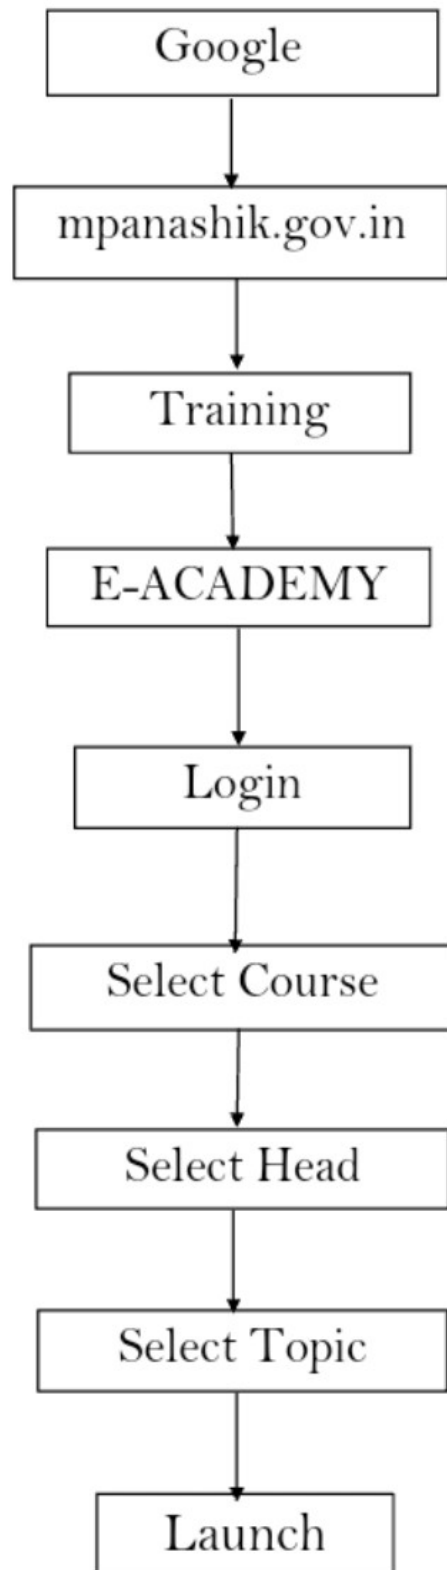 Google
mpanashik.gov.in
Training
E-ACADEMY
Login
Select Course
Select Head
Select Topic
Launch